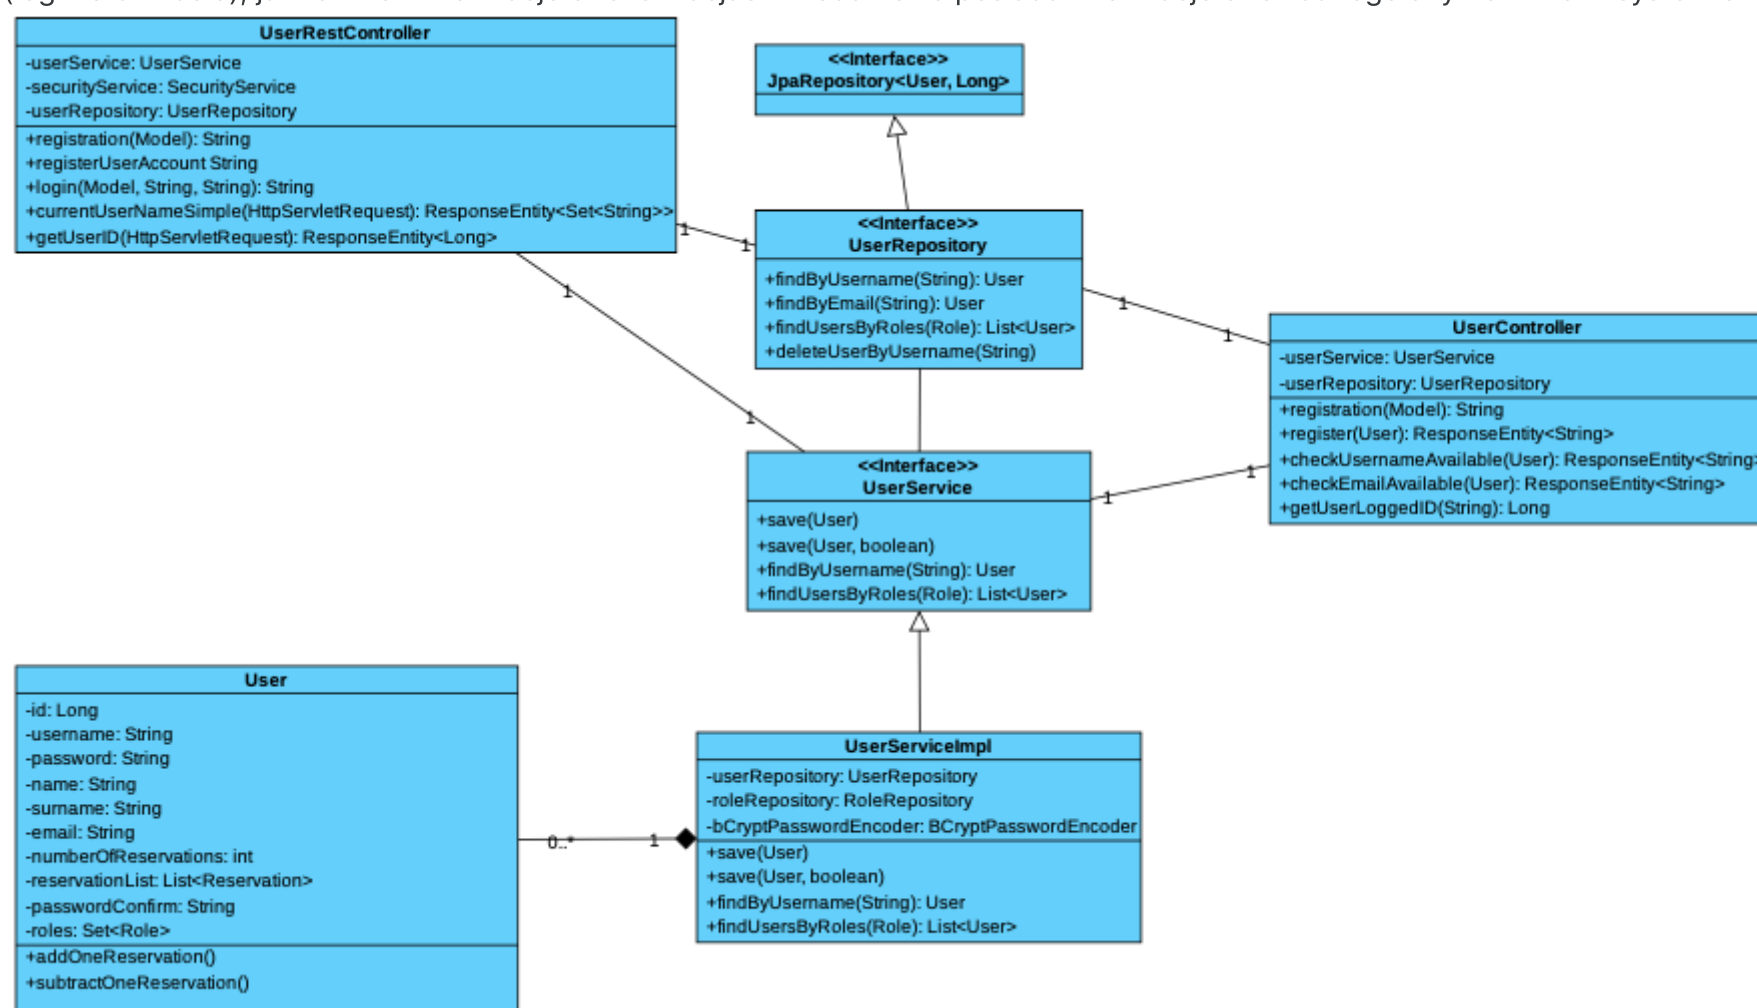 UserRestController
-userService: UserService
-securityService: SecurityService
-userRepository: UserRepository
+registration(Model): String
+registerUserAccount String
+login(Model, String, String): String
+currentUserNameSimple(HttpServletRequest): ResponseEntity<Set<String>>
+getUserID(HttpServletRequest): ResponseEntity<Long>
<<Interface>>
JpaRepository<User, Long>
1
1
<<Interface>>
UserRepository
+findByUsername(String): User
+findByEmail(String): User
+findUsersByRoles(Role): List<User>
+deleteUserByUsername(String)
1
1
1
1
UserController
-userService: UserService
-userRepository: UserRepository
+registration(Model): String
+register(User): ResponseEntity<String>
+checkUsernameAvailable(User): ResponseEntity<String>
+checkEmailAvailable(User): ResponseEntity<String>
+getUserLoggedID(String): Long
<<Interface>>
UserService
+save(User)
+save(User, boolean)
+findByUsername(String): User
+findUsersByRoles(Role): List<User>
1
1
User
-id: Long
-username: String
-password: String
-name: String
-surname: String
-email: String
-numberOfReservations: int
-reservationList: List<Reservation>
-passwordConfirm: String
-roles: Set<Role>
+addOneReservation()
+subtractOneReservation()
0..*
1
UserServiceImpl
-userRepository: UserRepository
-roleRepository: RoleRepository
-bCryptPasswordEncoder: BCryptPasswordEncoder
+save(User)
+save(User, boolean)
+findByUsername(String): User
+findUsersByRoles(Role): List<User>